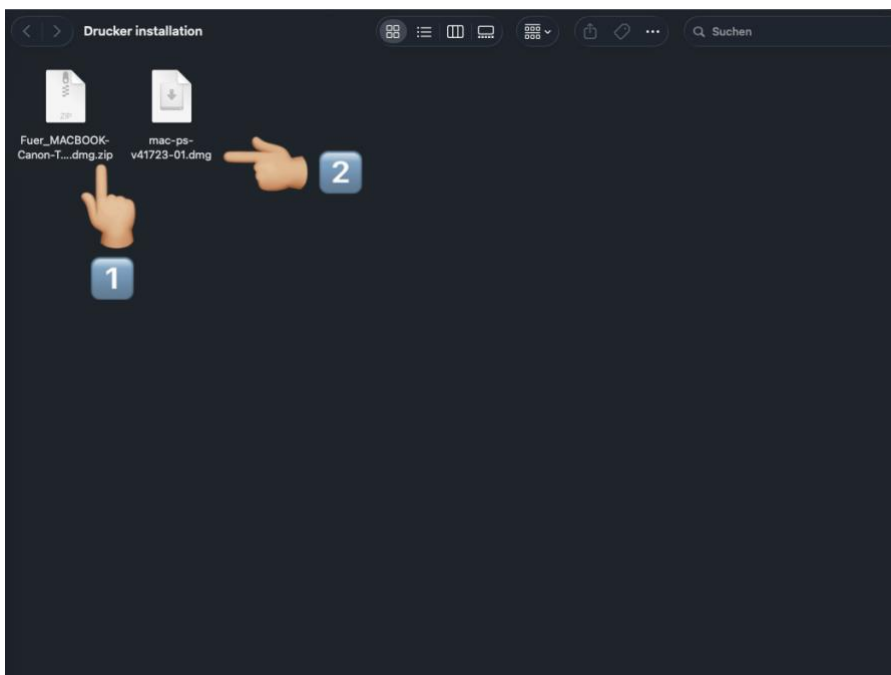 Drucker installation
Suchen
ZIP
Fuer_MACBOOK-
Canon-T....dmg.zip
mac-ps-
v41723-01.dmg
2
1